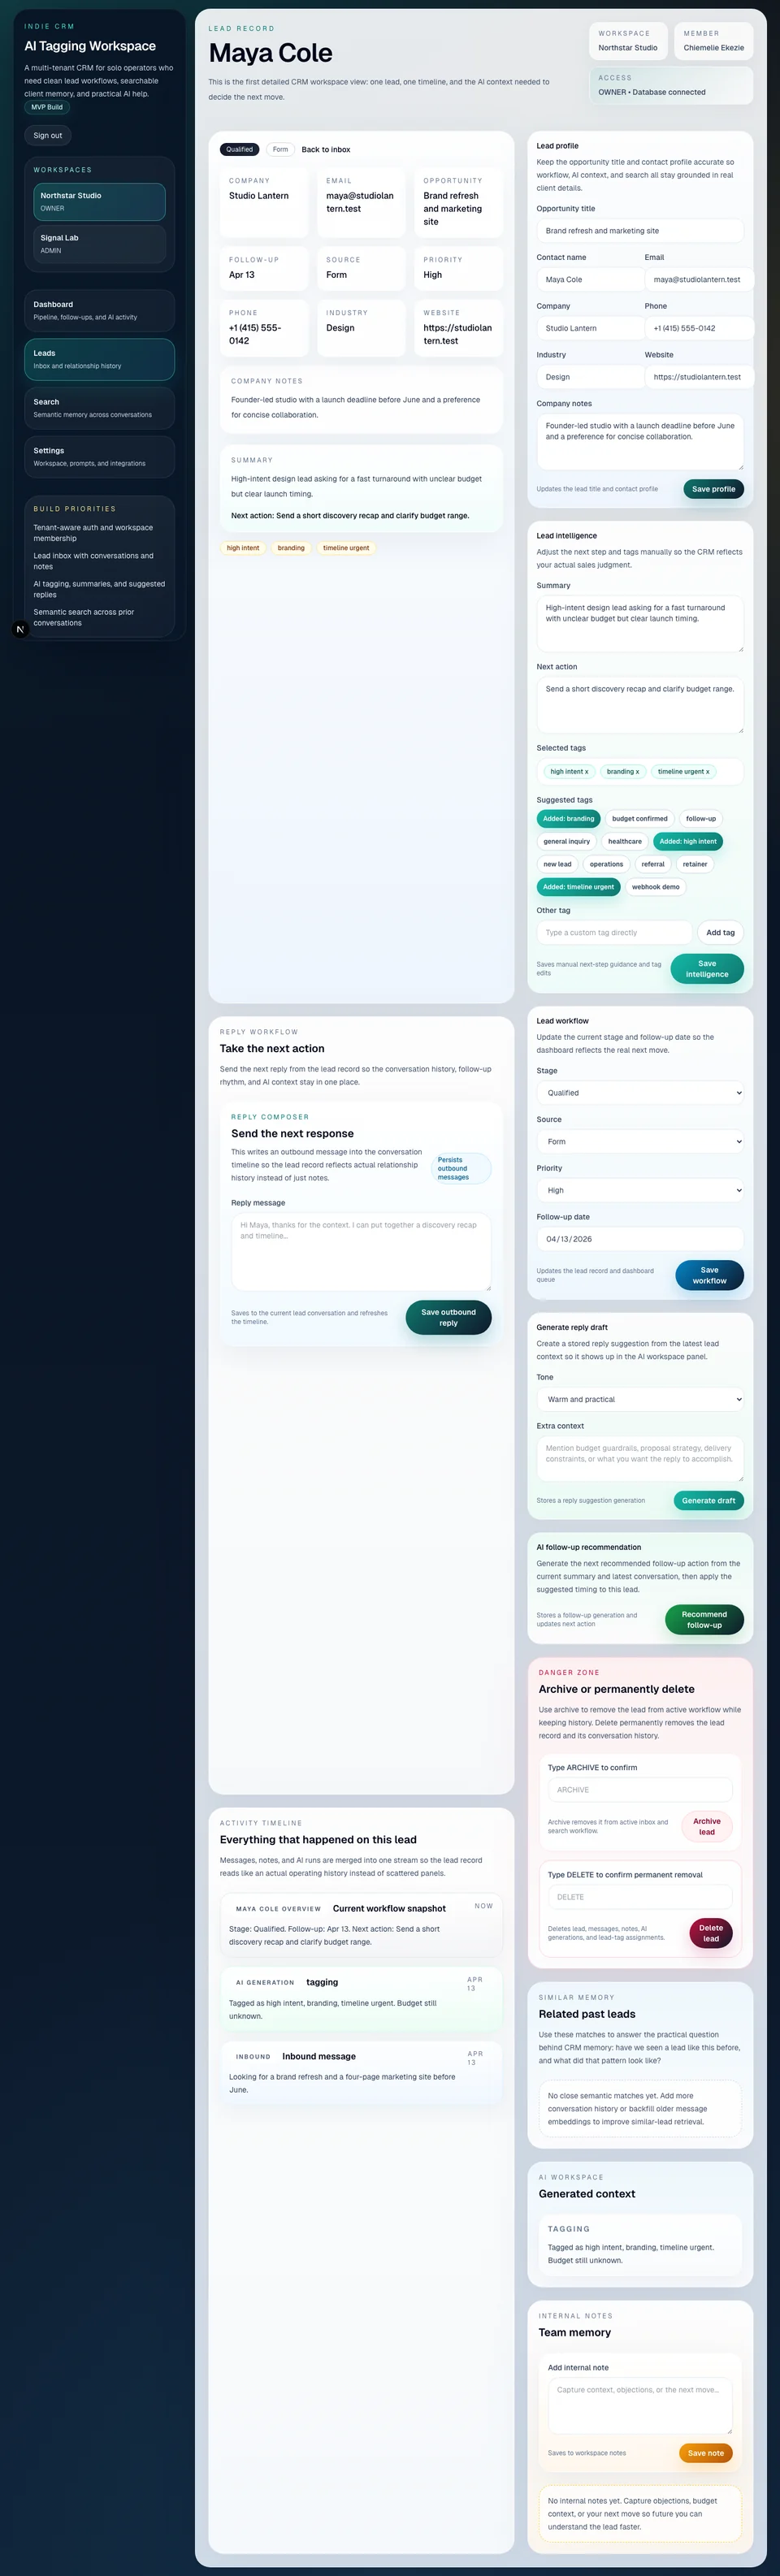 INDIE CRM
AI Tagging Workspace
A multi-tenant CRM for solo operators who
need clean lead workflows, searchable
client memory, and practical AI help.
MVP Build
Sign out
WORKSPACES
Northstar Studio
OWNER
Signal Lab
ADMIN
Dashboard
Pipeline, follow-ups, and AI activity
Leads
Inbox and relationship history
Search
Semantic memory across conversations
Settings
Workspace, prompts, and integrations
BUILD PRIORITIES
Tenant-aware auth and workspace
membership
Lead inbox with conversations and
notes
AI tagging, summaries, and suggested
replies
Semantic search across prior
conversations
N
LEAD RECORD
Maya Cole
This is the first detailed CRM workspace view: one lead, one timeline, and the AI context needed to
decide the next move.
WORKSPACE
Northstar Studio
MEMBER
Chiemelie Ekezie
ACCESS
OWNER • Database connected
Qualified
Form
Back to inbox
COMPANY
Studio Lantern
EMAIL
maya@studiolan
tern.test
OPPORTUNITY
Brand refresh
and marketing
site
FOLLOW-UP
Apr 13
SOURCE
Form
PRIORITY
High
PHONE
+1 (415) 555-
0142
INDUSTRY
Design
WEBSITE
https://studiolan
tern.test
COMPANY NOTES
Founder-led studio with a launch deadline before June and a preference
for concise collaboration.
SUMMARY
High-intent design lead asking for a fast turnaround with unclear budget
but clear launch timing.
Next action: Send a short discovery recap and clarify budget range.
high intent
branding
timeline urgent
REPLY WORKFLOW
Take the next action
Send the next reply from the lead record so the conversation history, follow-up
rhythm, and AI context stay in one place.
REPLY COMPOSER
Send the next response
This writes an outbound message into the conversation
timeline so the lead record reflects actual relationship
history instead of just notes.
Persists
outbound
messages
Reply message
Hi Maya, thanks for the context. I can put together a discovery recap
and timeline...
Saves to the current lead conversation and refreshes
the timeline.
Save outbound
reply
ACTIVITY TIMELINE
Everything that happened on this lead
Messages, notes, and AI runs are merged into one stream so the lead record
reads like an actual operating history instead of scattered panels.
MAYA COLE OVERVIEW
Current workflow snapshot
NOW
Stage: Qualified. Follow-up: Apr 13. Next action: Send a short
discovery recap and clarify budget range.
AI GENERATION
tagging
APR
13
Tagged as high intent, branding, timeline urgent. Budget still
unknown.
INBOUND
Inbound message
APR
13
Looking for a brand refresh and a four-page marketing site before
June.
Lead profile
Keep the opportunity title and contact profile accurate so
workflow, AI context, and search all stay grounded in real
client details.
Opportunity title
Brand refresh and marketing site
Contact name
Email
Maya Cole
maya@studiolantern.test
Company
Phone
Studio Lantern
+1 (415) 555-0142
Industry
Website
Design
https://studiolantern.test
Company notes
Founder-led studio with a launch deadline before June
and a preference for concise collaboration.
Updates the lead title and contact profile
Save profile
Lead intelligence
Adjust the next step and tags manually so the CRM reflects
your actual sales judgment.
Summary
High-intent design lead asking for a fast turnaround
with unclear budget but clear launch timing.
Next action
Send a short discovery recap and clarify budget range.
Selected tags
high intent x
branding x
timeline urgent x
Suggested tags
Added: branding
budget confirmed
follow-up
general inquiry
healthcare
Added: high intent
new lead
operations
referral
retainer
Added: timeline urgent
webhook demo
Other tag
Type a custom tag directly
Add tag
Saves manual next-step guidance and tag
edits
Save
intelligence
Lead workflow
Update the current stage and follow-up date so the
dashboard reflects the real next move.
Stage
Qualified
Source
Form
Priority
High
Follow-up date
04/13/2026
Updates the lead record and dashboard
queue
Save
workflow
Generate reply draft
Create a stored reply suggestion from the latest lead
context so it shows up in the AI workspace panel.
Tone
Warm and practical
Extra context
Mention budget guardrails, proposal strategy, delivery
constraints, or what you want the reply to accomplish.
Stores a reply suggestion generation
Generate draft
AI follow-up recommendation
Generate the next recommended follow-up action from the
current summary and latest conversation, then apply the
suggested timing to this lead.
Stores a follow-up generation and
updates next action
Recommend
follow-up
DANGER ZONE
Archive or permanently delete
Use archive to remove the lead from active workflow while
keeping history. Delete permanently removes the lead
record and its conversation history.
Type ARCHIVE to confirm
ARCHIVE
Archive removes it from active inbox and
search workflow.
Archive
lead
Type DELETE to confirm permanent removal
DELETE
Deletes lead, messages, notes, AI
generations, and lead-tag assignments.
Delete
lead
SIMILAR MEMORY
Related past leads
Use these matches to answer the practical question
behind CRM memory: have we seen a lead like this before,
and what did that pattern look like?
No close semantic matches yet. Add more
conversation history or backfill older message
embeddings to improve similar-lead retrieval.
AI WORKSPACE
Generated context
TAGGING
Tagged as high intent, branding, timeline urgent.
Budget still unknown.
INTERNAL NOTES
Team memory
Add internal note
Capture context, objections, or the next move...
Saves to workspace notes
Save note
No internal notes yet. Capture objections, budget
context, or your next move so future you can
understand the lead faster.